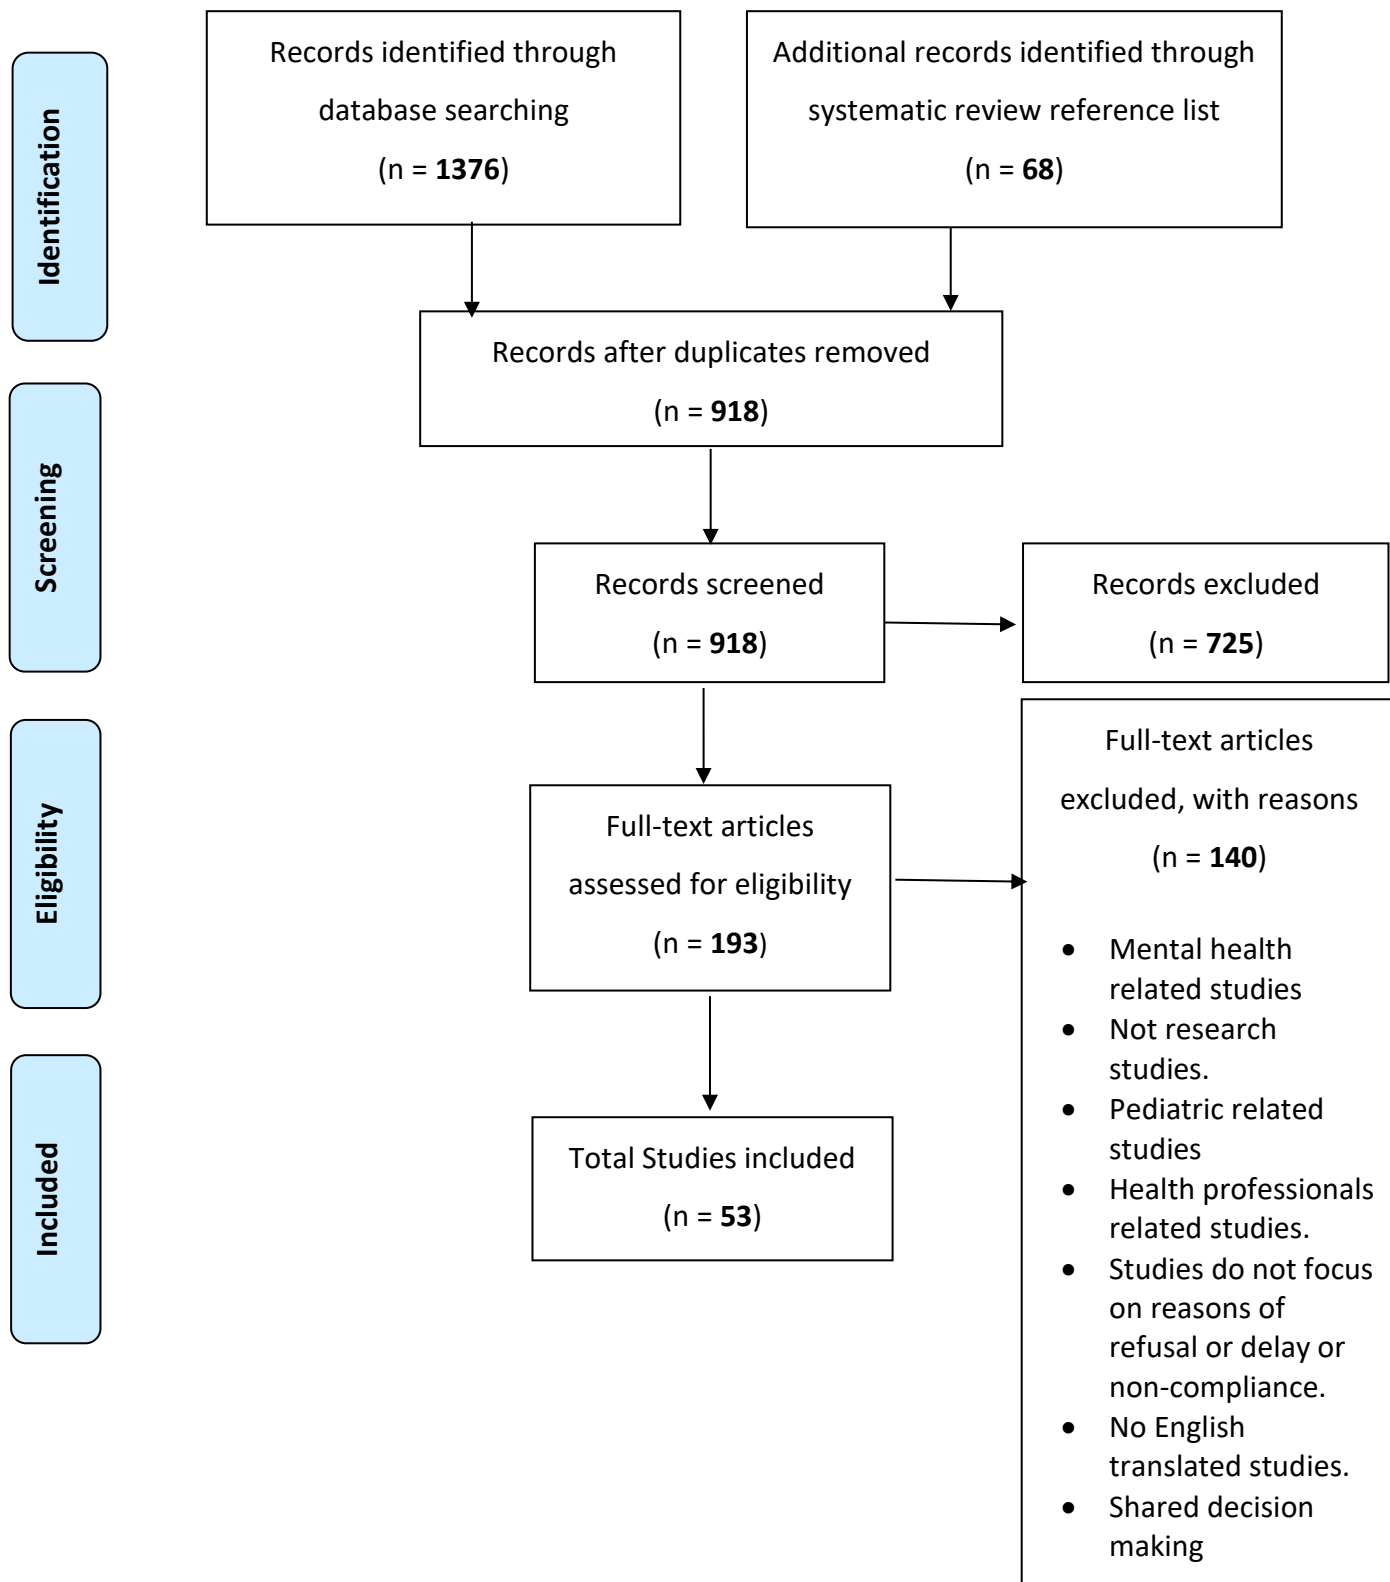 Identification
Records identified through
database searching
(n = 1376)
Additional records identified through
systematic review reference list
(n = 68)
Records after duplicates removed
(n = 918)
Screening
Records screened
(n = 918)
Records excluded
(n = 725)
Eligibility
Full-text articles
assessed for eligibility
(n = 193)
Full-text articles
excluded, with reasons
(n = 140)
• Mental health
related studies
• Not research
studies.
• Pediatric related
studies
• Health professionals
related studies.
• Studies do not focus
on reasons of
refusal or delay or
non-compliance.
• No English
translated studies.
• Shared decision
making
Included
Total Studies included
(n = 53)